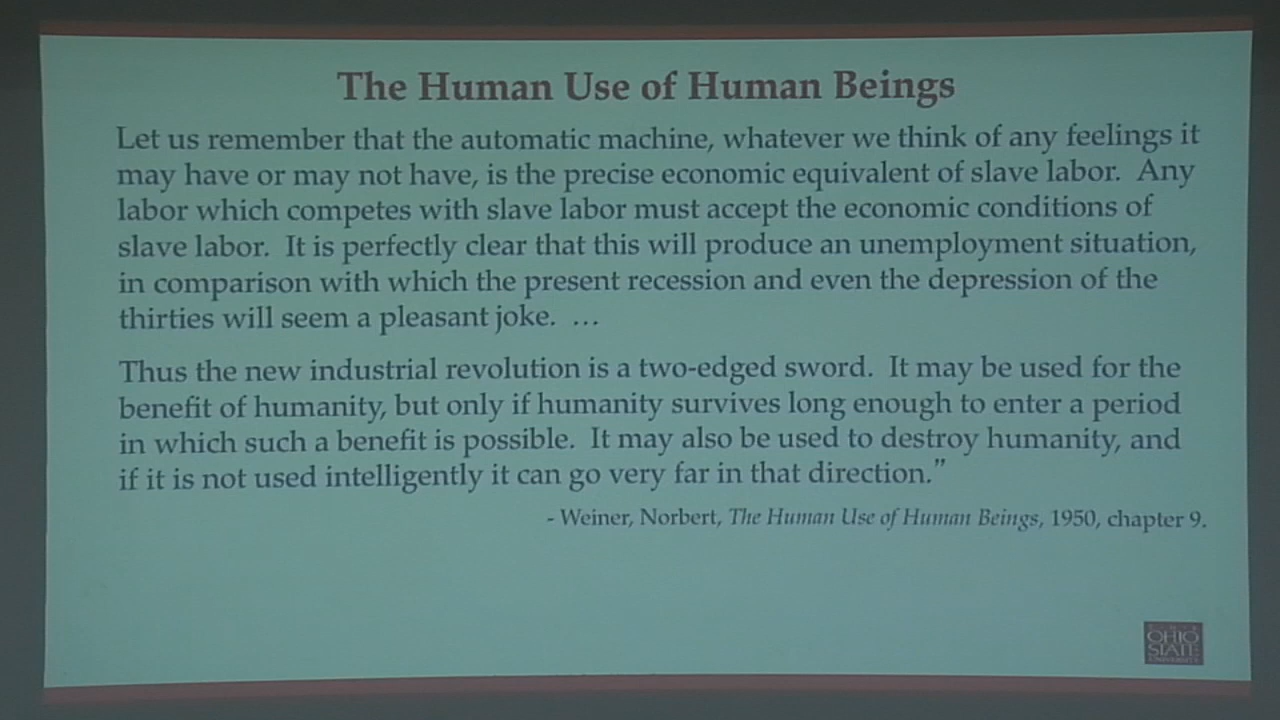 The Human Use of Human Beings
Let us remember that the automatic machine, whatever we think of any feelings it
may have or may not have, is the precise economic equivalent of slave labor. Any
labor which competes with slave labor must accept the economic conditions of
slave labor. It is perfectly clear that this will produce an unemployment situation,
in comparison with which the present recession and even the depression of the
thirties will seem a pleasant joke. …
Thus the new industrial revolution is a two-edged sword. It may be used for the
benefit of humanity, but only if humanity survives long enough to enter a period
in which such a benefit is possible. It may also be used to destroy humanity, and
if it is not used intelligently it can go very far in that direction.”
- Weiner, Norbert, The Human Use of Human Beings, 1950, chapter 9.
OHIO
STATE
UNIVERSITY